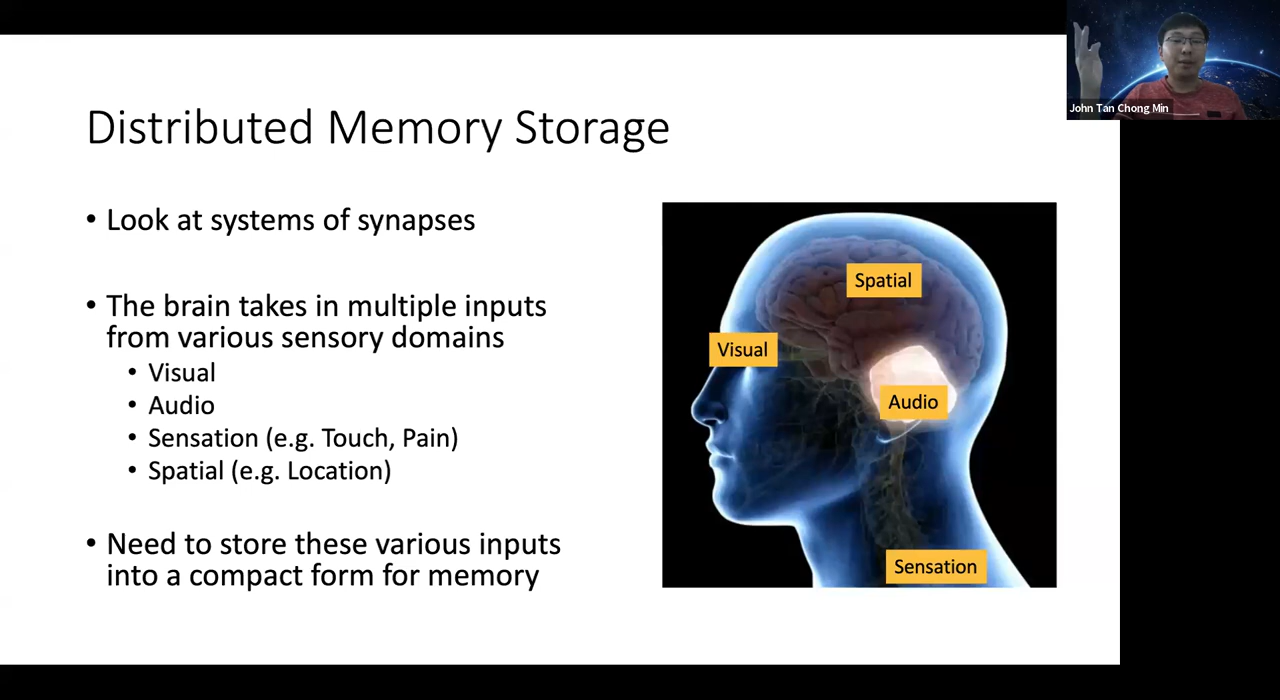 Distributed Memory Storage
• Look at systems of synapses
• The brain takes in multiple inputs
from various sensory domains
• Visual
• Audio
• Sensation (e.g. Touch, Pain)
• Spatial (e.g. Location)
• Need to store these various inputs
into a compact form for memory
Spatial
Visual
Audio
Sensation
John Tan Chong Min